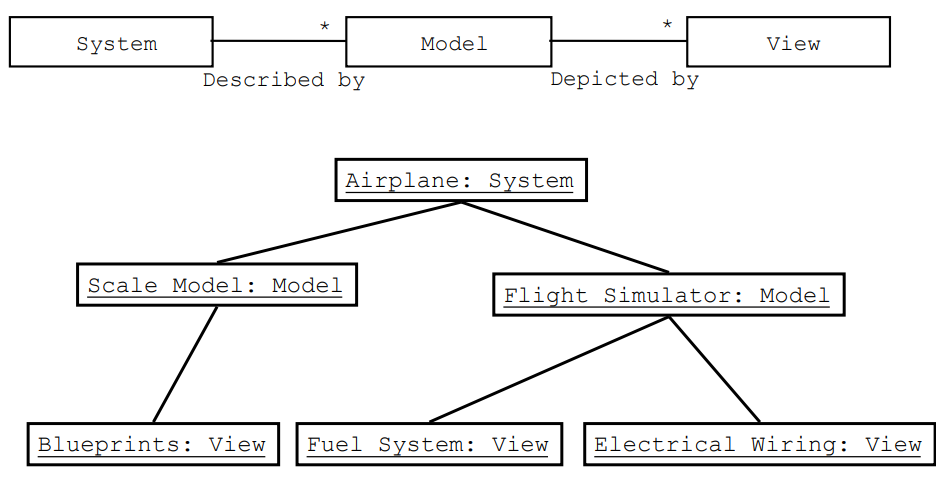 System
*
Model
*
View
Described by
Depicted by
Airplane: System
Scale Model: Model
Flight Simulator: Model
Blueprints: View
Fuel System: View
Electrical Wiring: View